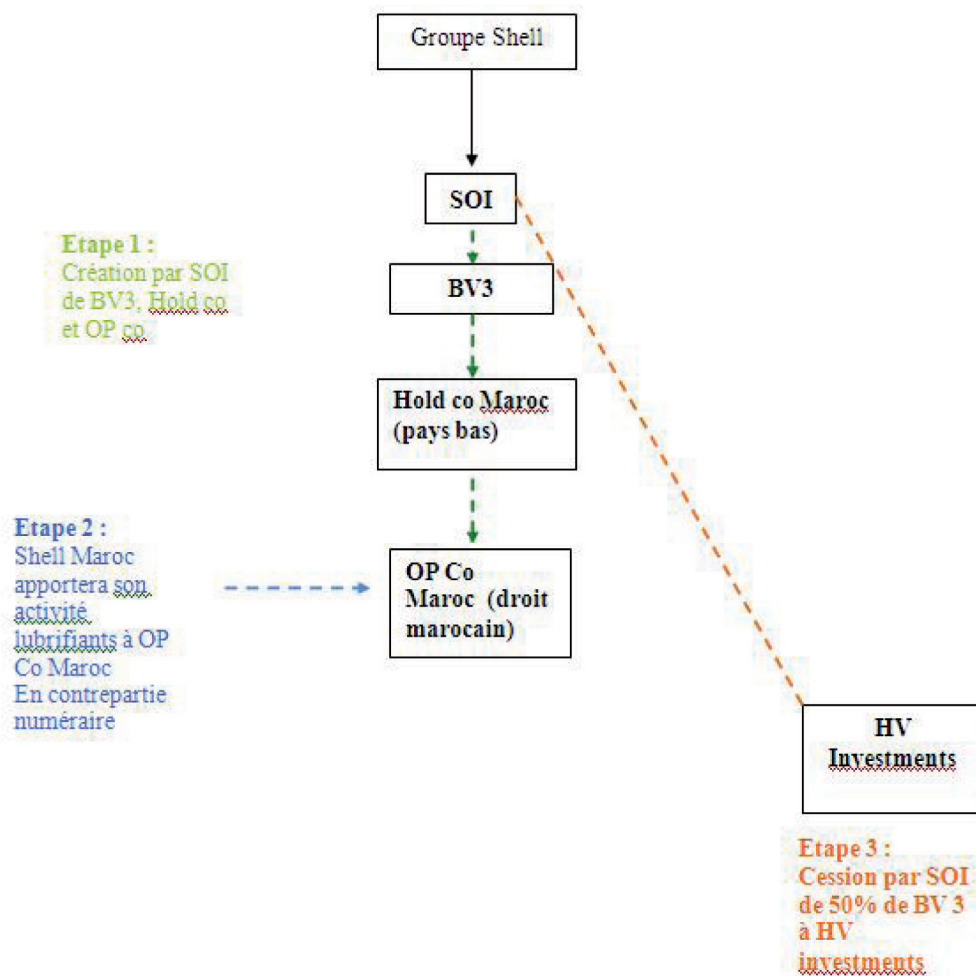 Groupe Shell
SOI
Etape 1 :
Création par SOI
de BV3, Hold co
et OP co
BV3
Hold co Maroc
(pays bas)
Etape 2 :
Shell Maroc
apportera son
activité
lubrifiants à OP
Co Maroc
En contrepartie
numéraire
OP Co
Maroc (droit
marocain)
HV
Investments
Etape 3 :
Cession par SOI
de 50% de BV 3
à HV
investments